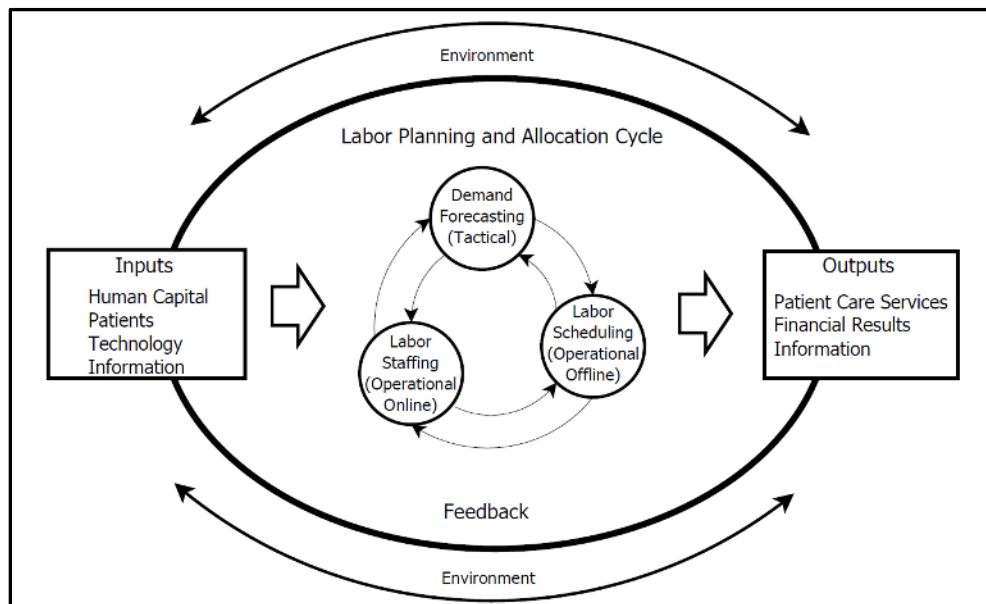 Environment
Labor Planning and Allocation Cycle
Demand
Forecasting
(Tactical)
Inputs
Human Capital
Patients
Technology
Information
Labor
Staffing
(Operational
Online)
Labor
Scheduling
(Operational
Offline)
Outputs
Patient Care Services
Financial Results
Information
Feedback
Environment